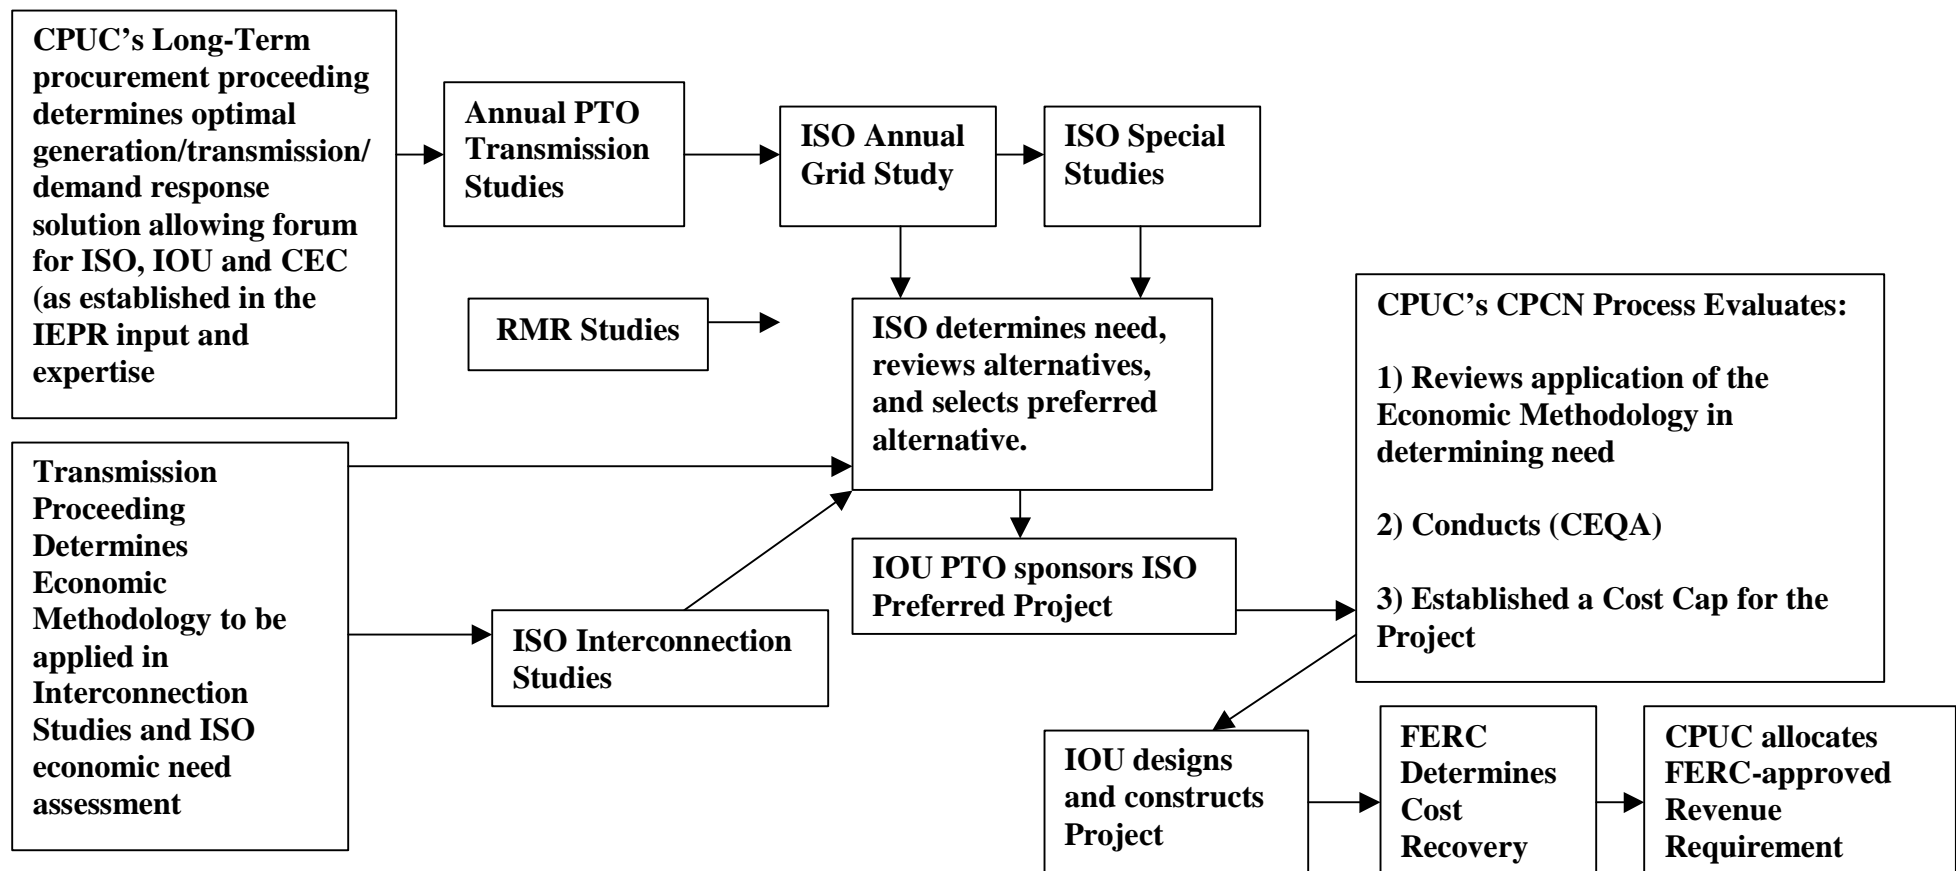 CPUC’s Long-Term
procurement proceeding
determines optimal
generation/transmission/
demand response
solution allowing forum
for ISO, IOU and CEC
(as established in the
IEPR input and
expertise
Annual PTO
Transmission
Studies
ISO Annual
Grid Study
ISO Special
Studies
RMR Studies
ISO determines need,
reviews alternatives,
and selects preferred
alternative.
CPUC’s CPCN Process Evaluates:
1) Reviews application of the
Economic Methodology in
determining need
2) Conducts (CEQA)
3) Established a Cost Cap for the
Project
Transmission
Proceeding
Determines
Economic
Methodology to be
applied in
Interconnection
Studies and ISO
economic need
assessment
ISO Interconnection
Studies
IOU PTO sponsors ISO
Preferred Project
IOU designs
and constructs
Project
FERC
Determines
Cost
Recovery
CPUC allocates
FERC-approved
Revenue
Requirement